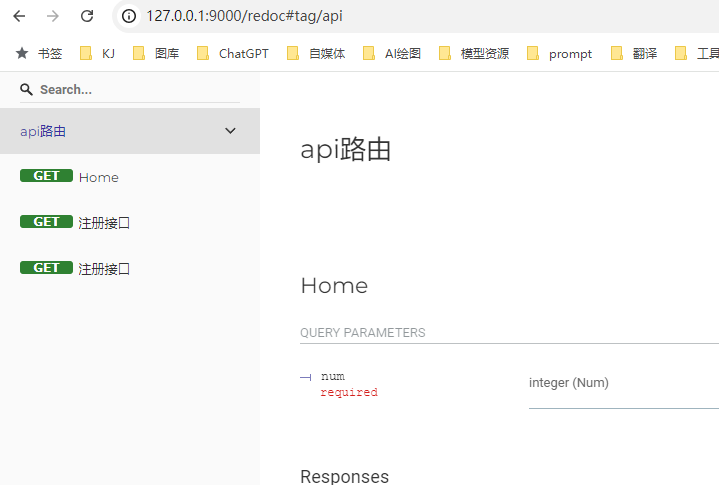 127.0.0.1:9000/redoc#tag/api
书签 KJ 图库 ChatGPT 自媒体 AI绘图 模型资源 prompt 翻译 工具
Search...
api路由
GET Home
GET 注册接口
GET 注册接口
api路由
Home
QUERY PARAMETERS
num
required
integer (Num)
Responses